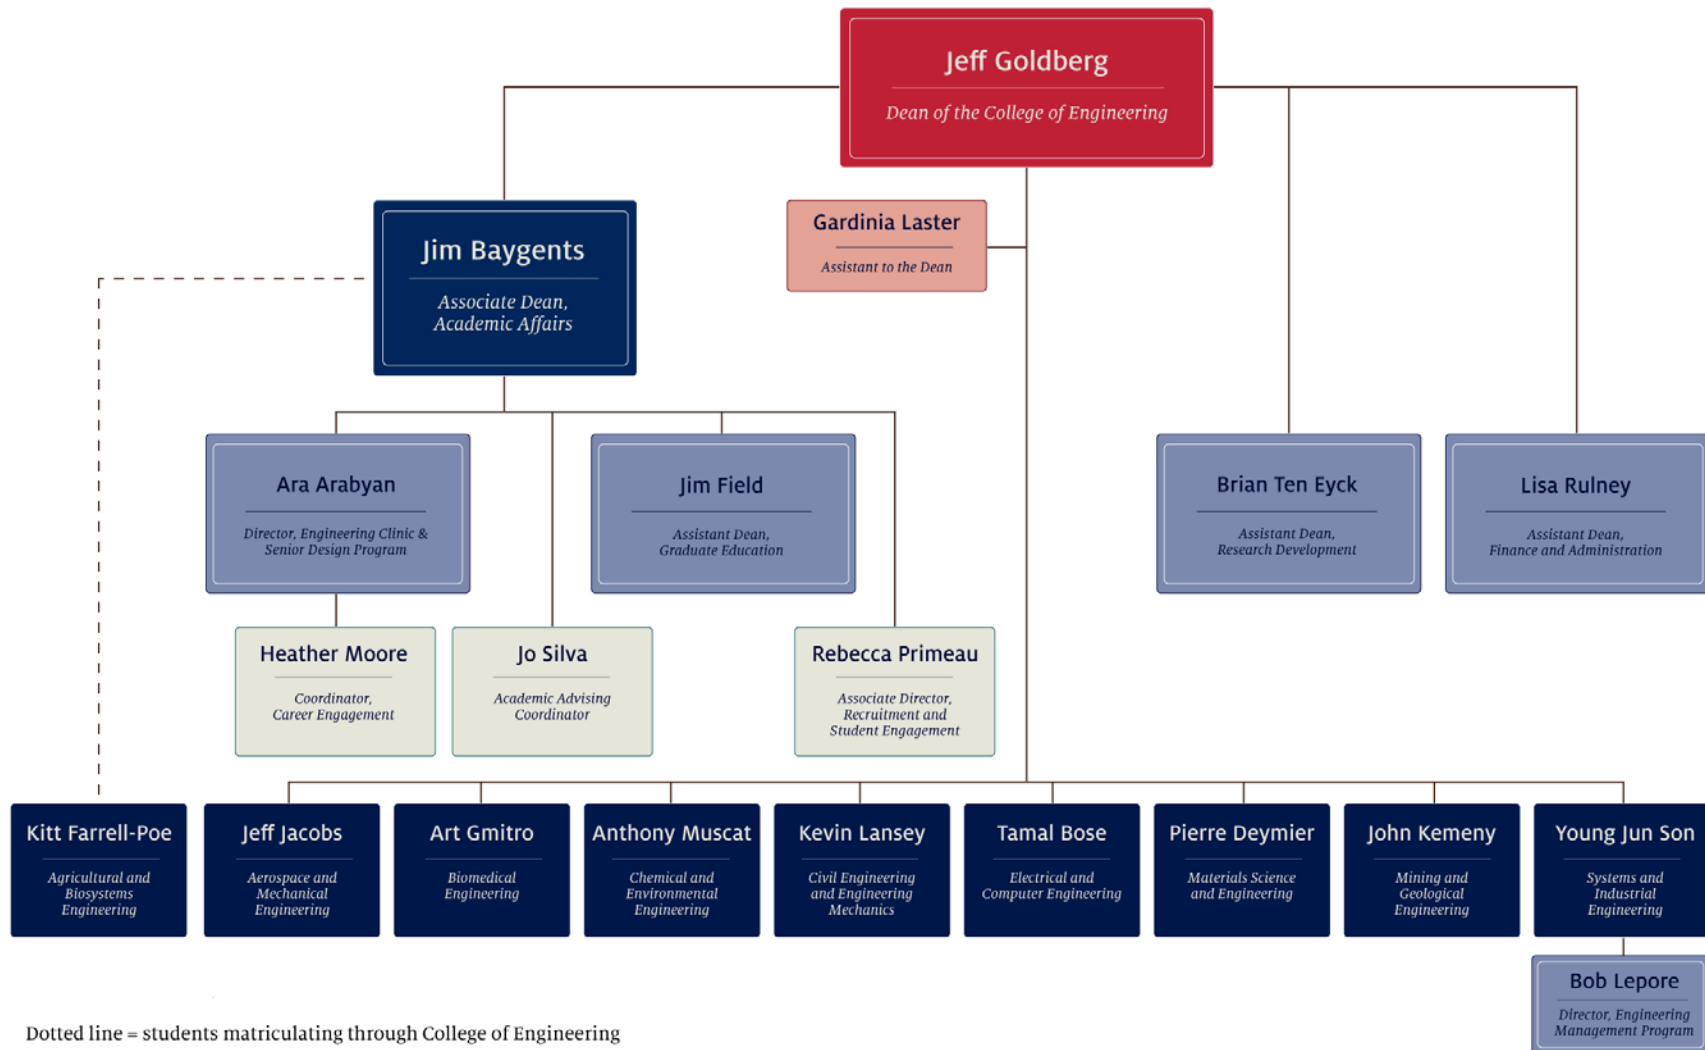 Jeff Goldberg
Dean of the College of Engineering
Jim Baygents
Associate Dean,
Academic Affairs
Gardinia Laster
Assistant to the Dean
Ara Arabyan
Director, Engineering Clinic &
Senior Design Program
Jim Field
Assistant Dean,
Graduate Education
Brian Ten Eyck
Assistant Dean,
Research Development
Lisa Rulney
Assistant Dean,
Finance and Administration
Heather Moore
Coordinator,
Career Engagement
Jo Silva
Academic Advising
Coordinator
Rebecca Primeau
Associate Director,
Recruitment and
Student Engagement
Kitt Farrell-Poe
Agricultural and
Biosystems
Engineering
Jeff Jacobs
Aerospace and
Mechanical
Engineering
Art Gmitro
Biomedical
Engineering
Anthony Muscat
Chemical and
Environmental
Engineering
Kevin Lansey
Civil Engineering
and Engineering
Mechanics
Tamal Bose
Electrical and
Computer Engineering
Pierre Deymier
Materials Science
and Engineering
John Kemeny
Mining and
Geological
Engineering
Young Jun Son
Systems and
Industrial
Engineering
Bob Lepore
Director, Engineering
Management Program
Dotted line = students matriculating through College of Engineering